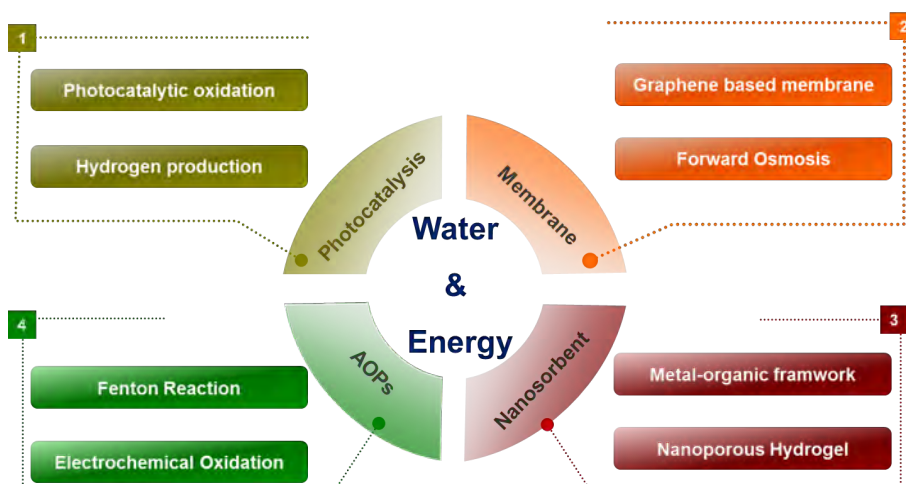 1
Photocatalytic oxidation
Hydrogen production
2
Graphene based membrane
Forward Osmosis
Photocatalysis
Membrane
Water
&
Energy
AOPs
Nanosorbent
4
Fenton Reaction
Electrochemical Oxidation
3
Metal-organic framwork
Nanoporous Hydrogel